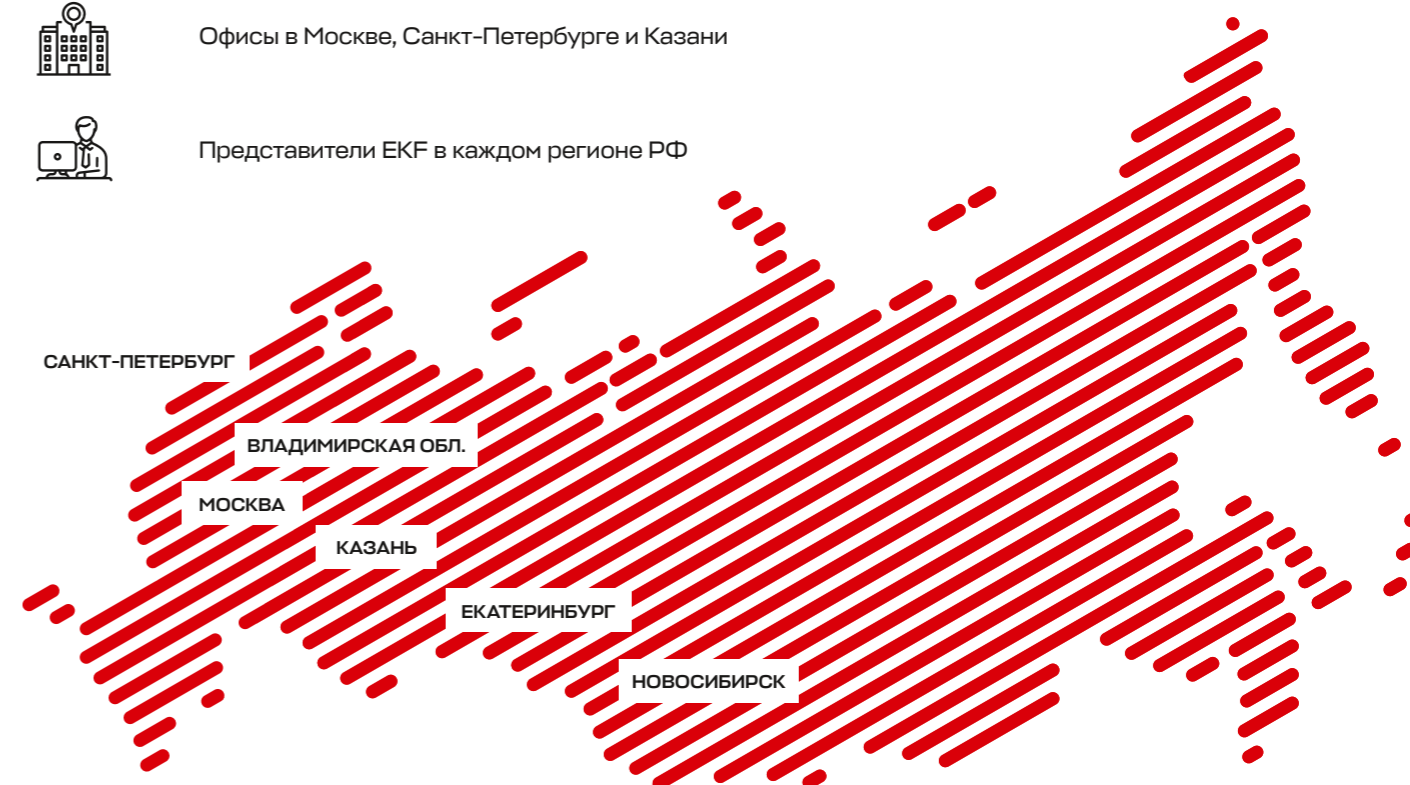 Офисы в Москве, Санкт-Петербурге и Казани
Представители EKF в каждом регионе РФ
САНКТ-ПЕТЕРБУРГ
ВЛАДИМИРСКАЯ ОБЛ.
МОСКВА
КАЗАНЬ
ЕКАТЕРИНБУРГ
НОВОСИБИРСК